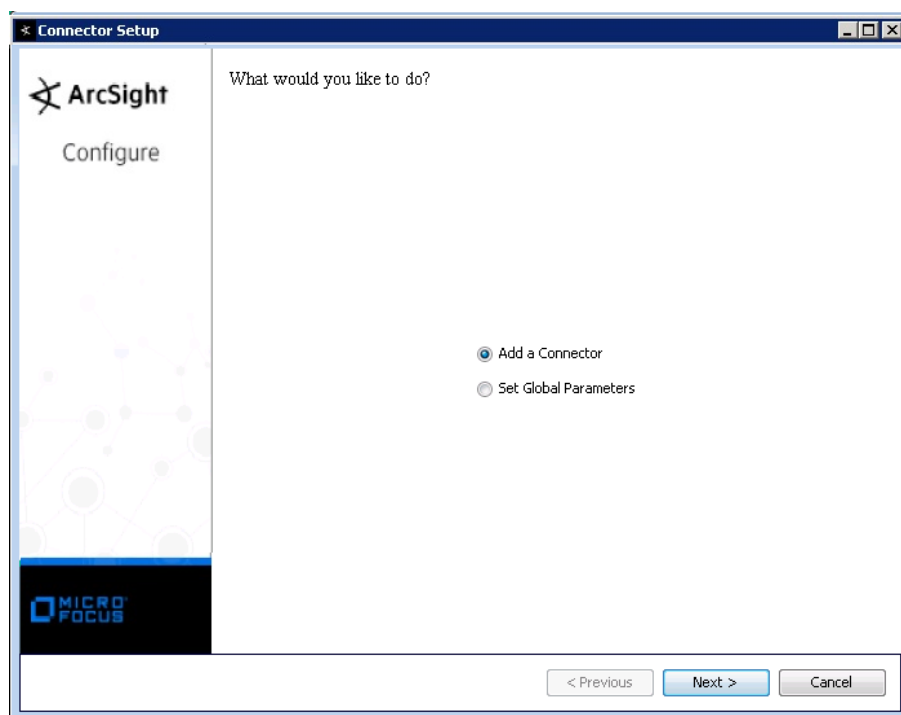 Connector Setup
ArcSight
Configure
What would you like to do?
Add a Connector
Set Global Parameters
MICRO
FOCUS
< Previous
Next >
Cancel